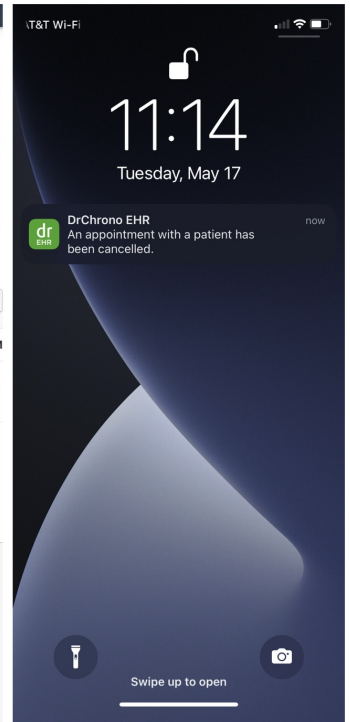 T&T Wi-Fi
11:14
Tuesday, May 17
DrChrono EHR
now
An appointment with a patient has
been cancelled.
dr
EHR
Swipe up to open